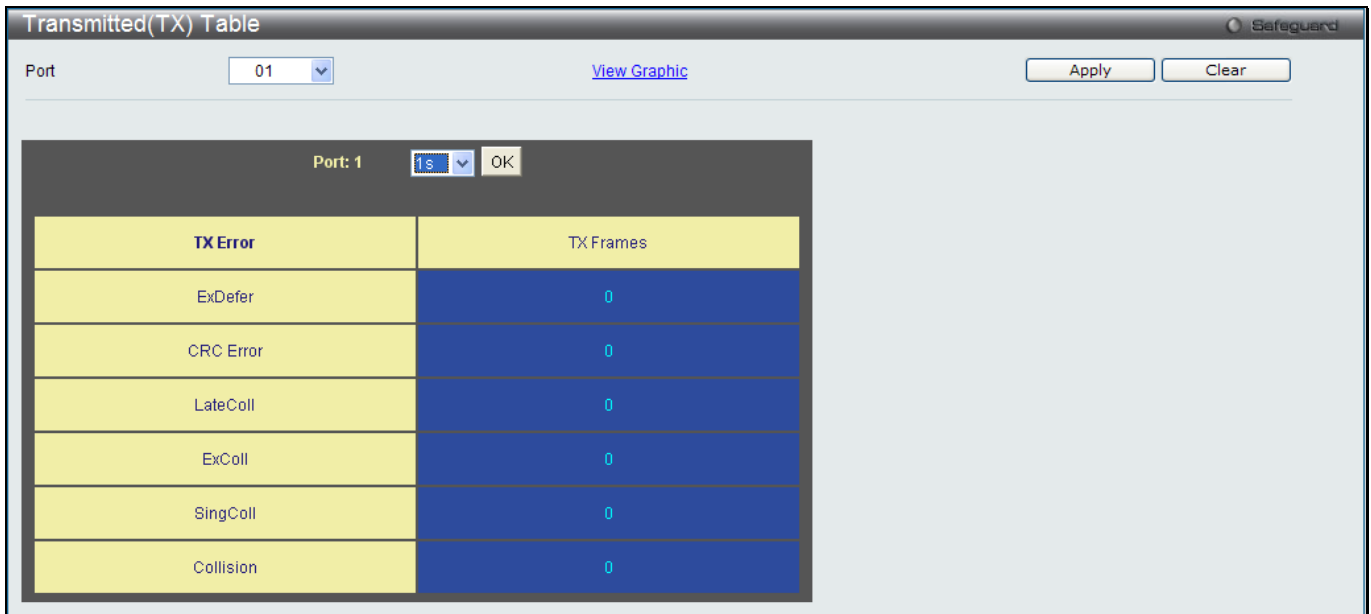 Transmitted(TX) Table
Safeguard
Port 01 View Graphic Apply Clear
Port: 1 1s OK
TX Error TX Frames
ExDefer 0
CRC Error 0
LateColl 0
ExColl 0
SingColl 0
Collision 0